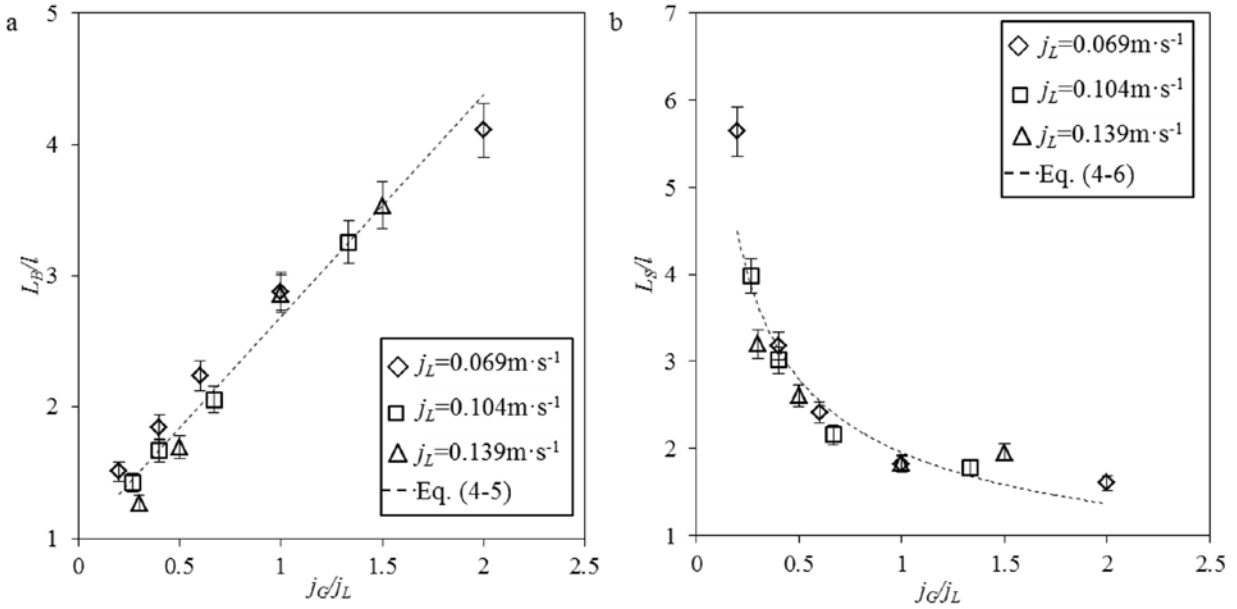 a
5
4
3
2
1
L_B/l
0
0.5
1
1.5
2
2.5
j_G/j_L
j_L=0.069m·s⁻¹
j_L=0.104m·s⁻¹
j_L=0.139m·s⁻¹
Eq. (4-5)
b
7
6
5
4
3
2
1
L_S/l
0
0.5
1
1.5
2
2.5
j_G/j_L
j_L=0.069m·s⁻¹
j_L=0.104m·s⁻¹
j_L=0.139m·s⁻¹
Eq. (4-6)